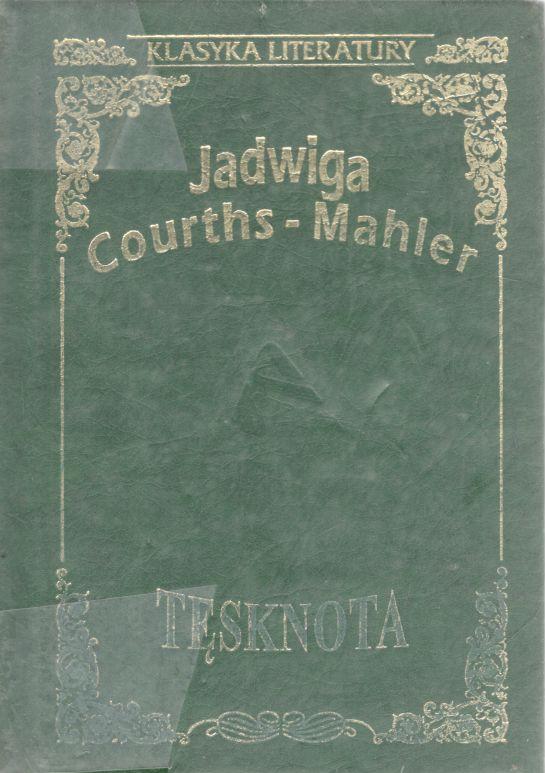 KLASYKA LITERATURY
Jadwiga
Courths - Mahler
TĘSKNOTA